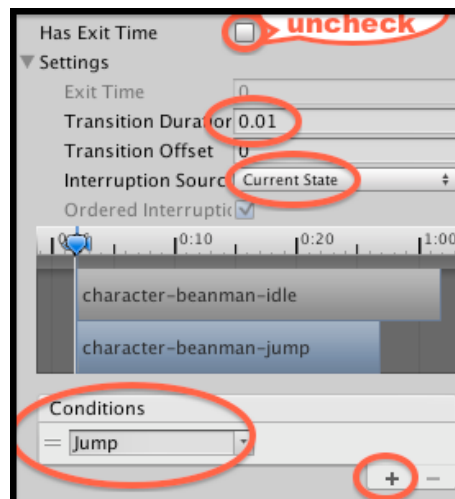 Has Exit Time uncheck
Settings
Exit Time 0
Transition Duration 0.01
Transition Offset 0
Interruption Sourc Current State
Ordered Interruptic
0:10 0:20 1:00
character-beanman-idle
character-beanman-jump
Conditions
= Jump
+ −